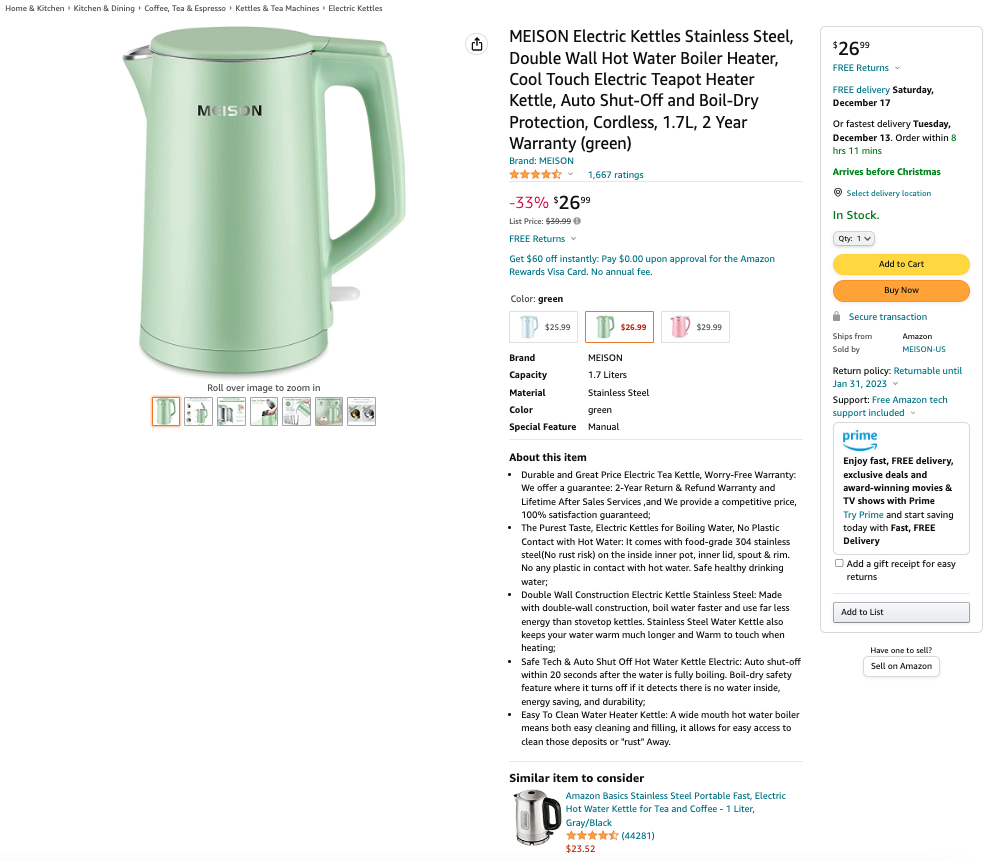 Home & Kitchen › Kitchen & Dining › Coffee, Tea & Espresso › Kettles & Tea Machines › Electric Kettles
MEISON
Roll over image to zoom in
MEISON Electric Kettles Stainless Steel,
Double Wall Hot Water Boiler Heater,
Cool Touch Electric Teapot Heater
Kettle, Auto Shut-Off and Boil-Dry
Protection, Cordless, 1.7L, 2 Year
Warranty (green)
Brand: MEISON
1,667 ratings
-33% $26.99
List Price: $39.99
FREE Returns
Get $60 off instantly: Pay $0.00 upon approval for the Amazon
Rewards Visa Card. No annual fee.
Color: green
$25.99 $26.99 $29.99
Brand MEISON
Capacity 1.7 Liters
Material Stainless Steel
Color green
Special Feature Manual
About this item
• Durable and Great Price Electric Tea Kettle, Worry-Free Warranty:
We offer a guarantee: 2-Year Return & Refund Warranty and
Lifetime After Sales Services ,and We provide a competitive price,
100% satisfaction guaranteed;
• The Purest Taste, Electric Kettles for Boiling Water, No Plastic
Contact with Hot Water: It comes with food-grade 304 stainless
steel(No rust risk) on the inside inner pot, inner lid, spout & rim.
No any plastic in contact with hot water. Safe healthy drinking
water;
• Double Wall Construction Electric Kettle Stainless Steel: Made
with double-wall construction, boil water faster and use far less
energy than stovetop kettles. Stainless Steel Water Kettle also
keeps your water warm much longer and Warm to touch when
heating;
• Safe Tech & Auto Shut Off Hot Water Kettle Electric: Auto shut-off
within 20 seconds after the water is fully boiling. Boil-dry safety
feature where it turns off if it detects there is no water inside,
energy saving, and durability;
• Easy To Clean Water Heater Kettle: A wide mouth hot water boiler
means both easy cleaning and filling, it allows for easy access to
clean those deposits or "rust" Away.
Similar item to consider
Amazon Basics Stainless Steel Portable Fast, Electric
Hot Water Kettle for Tea and Coffee - 1 Liter,
Gray/Black
(44281)
$23.52
$26.99
FREE Returns
FREE delivery Saturday,
December 17
Or fastest delivery Tuesday,
December 13. Order within 8
hrs 11 mins
Arrives before Christmas
Select delivery location
In Stock.
Qty: 1
Add to Cart
Buy Now
Secure transaction
Ships from Amazon
Sold by MEISON-US
Return policy: Returnable until
Jan 31, 2023
Support: Free Amazon tech
support included
prime
Enjoy fast, FREE delivery,
exclusive deals and
award-winning movies &
TV shows with Prime
Try Prime and start saving
today with Fast, FREE
Delivery
Add a gift receipt for easy
returns
Add to List
Have one to sell?
Sell on Amazon